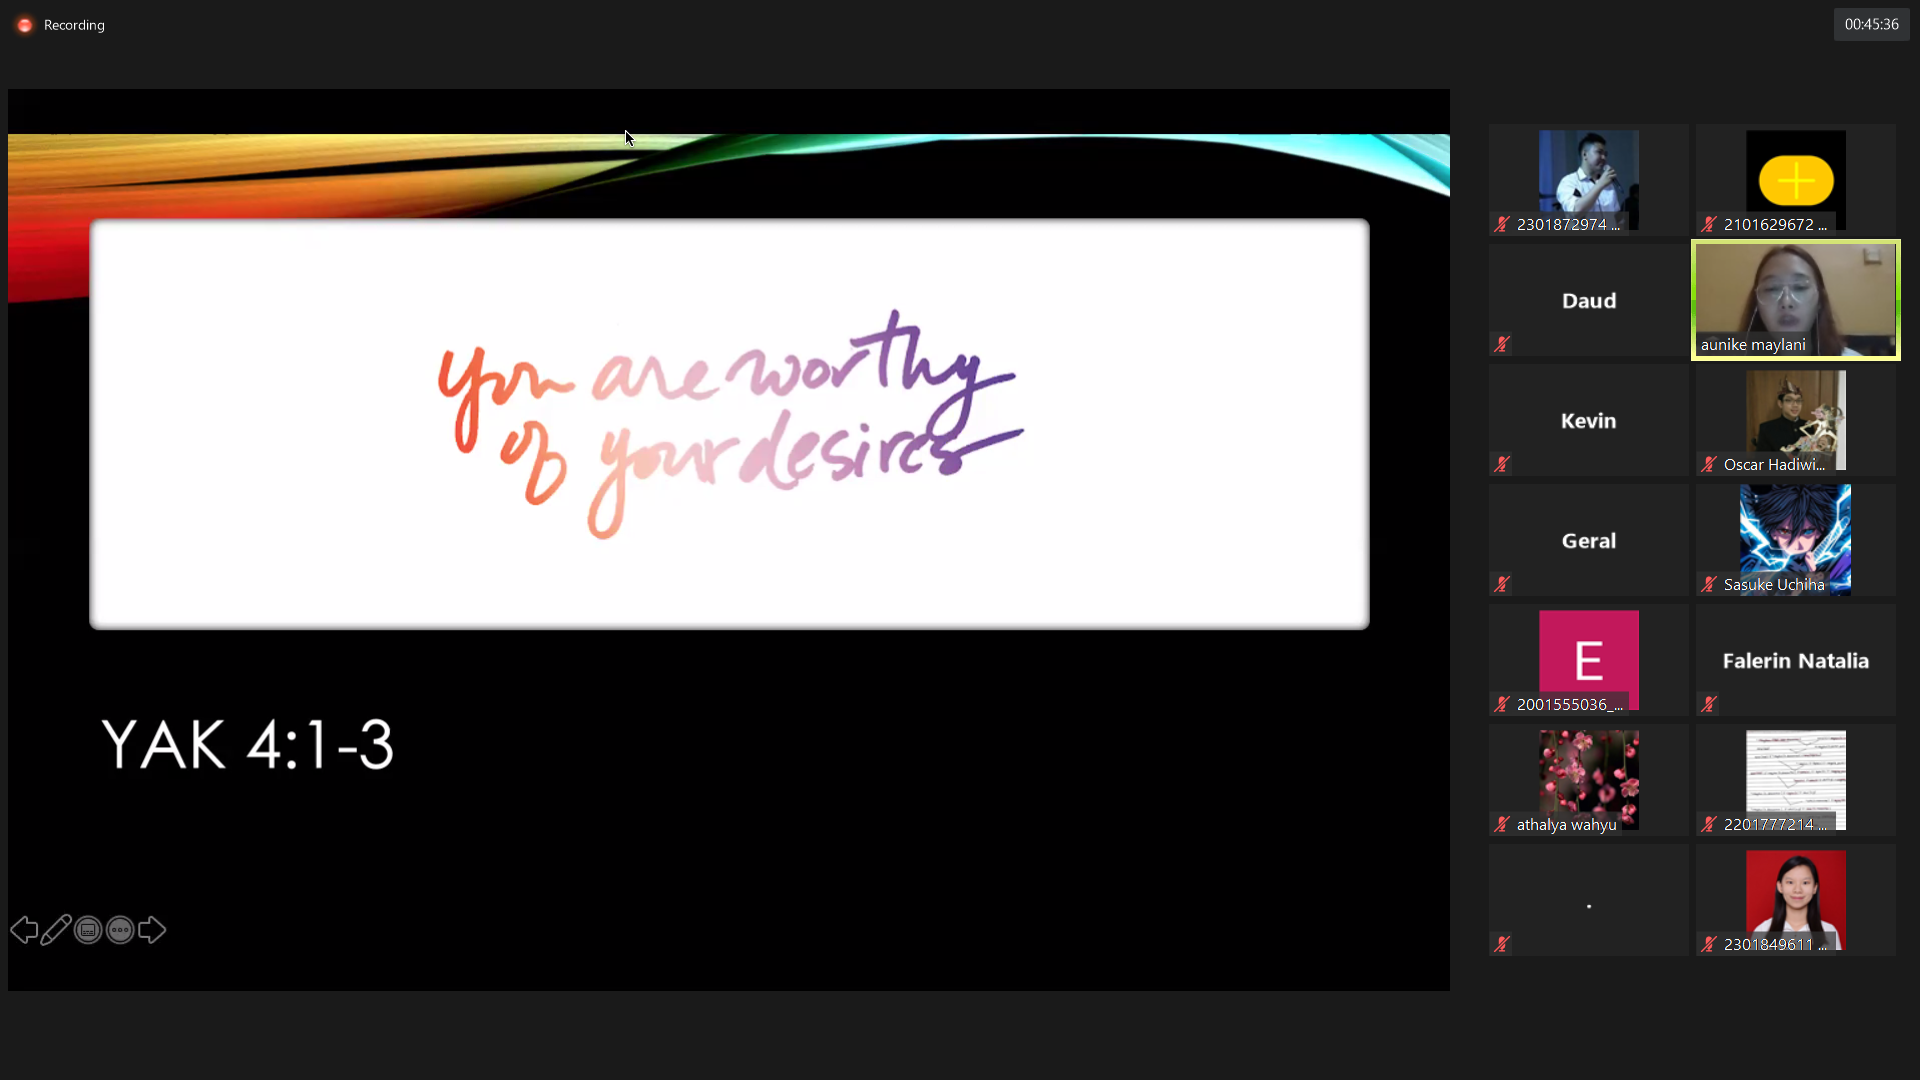 Recording
00:45:36
you are worthy
of your desires
YAK 4:1-3
2301872974 ...
2101629672 ...
Daud
aunike maylani
Kevin
Oscar Hadiwi...
Geral
Sasuke Uchiha
E
2001555036_...
Falerin Natalia
athalya wahyu
2201777214 ...
.
2301849611 ...